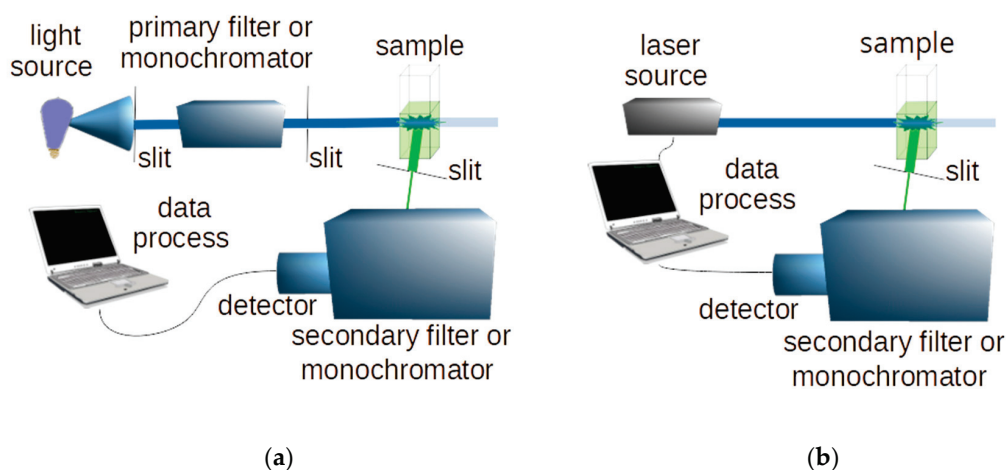 light
source
primary filter or
monochromator
sample
slit
slit
slit
data
process
detector
secondary filter or
monochromator
(a)
laser
source
sample
slit
data
process
detector
secondary filter or
monochromator
(b)